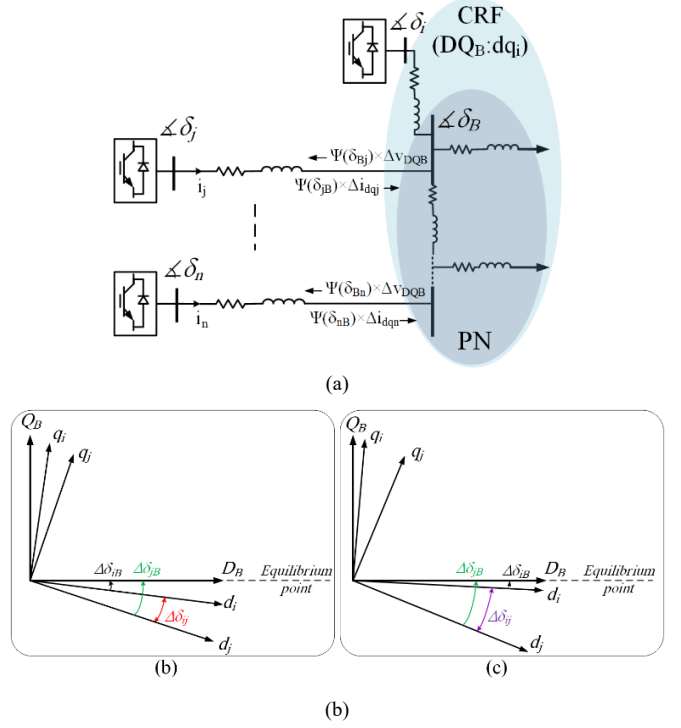 CRF
(DQB:dqi)
∡δi
∡δB
∡δj
Ψ(δBj)×ΔvDQB
Ψ(δjB)×Δidqj
ij
∡δn
Ψ(δBn)×ΔvDQB
Ψ(δnB)×Δidqn
in
PN
(a)
QB
qi
qj
ΔδiB
ΔδjB
DB
Equilibrium
point
di
Δδij
dj
(b)
QB
qi
qj
ΔδjB
ΔδiB
DB
Equilibrium
point
di
Δδij
dj
(c)
(b)